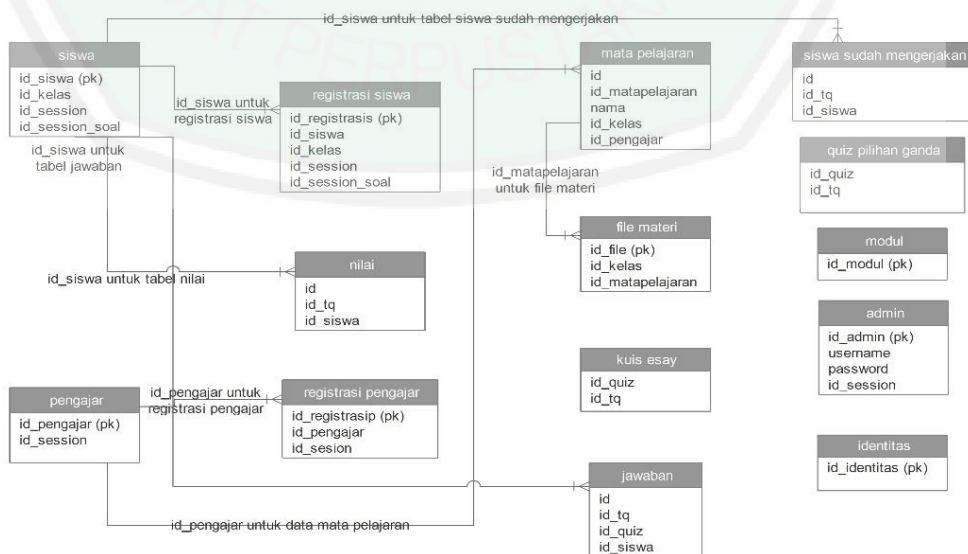 id_siswa untuk tabel siswa sudah mengerjakan
siswa
id_siswa (pk)
id_kelas
id_session
id_session_soal
id_siswa untuk
registrasi siswa
registrasi siswa
id_registrasis (pk)
id_siswa
id_kelas
id_session
id_session_soal
mata pelajaran
id
id_matapelajaran
nama
id_kelas
id_pengajar
siswa sudah mengerjakan
id
id_tq
id_siswa
id_siswa untuk
tabel jawaban
id_matapelajaran
untuk file materi
quiz pilihan ganda
id_quiz
id_tq
file materi
id_file (pk)
id_kelas
id_matapelajaran
modul
id_modul (pk)
id_siswa untuk tabel nilai
nilai
id
id_tq
id_siswa
admin
id_admin (pk)
username
password
id_session
kuis esay
id_quiz
id_tq
pengajar
id_pengajar (pk)
id_session
id_pengajar untuk
registrasi pengajar
registrasi pengajar
id_registrasip (pk)
id_pengajar
id_sesion
identitas
id_identitas (pk)
jawaban
id
id_tq
id_quiz
id_siswa
id_pengajar untuk data mata pelajaran